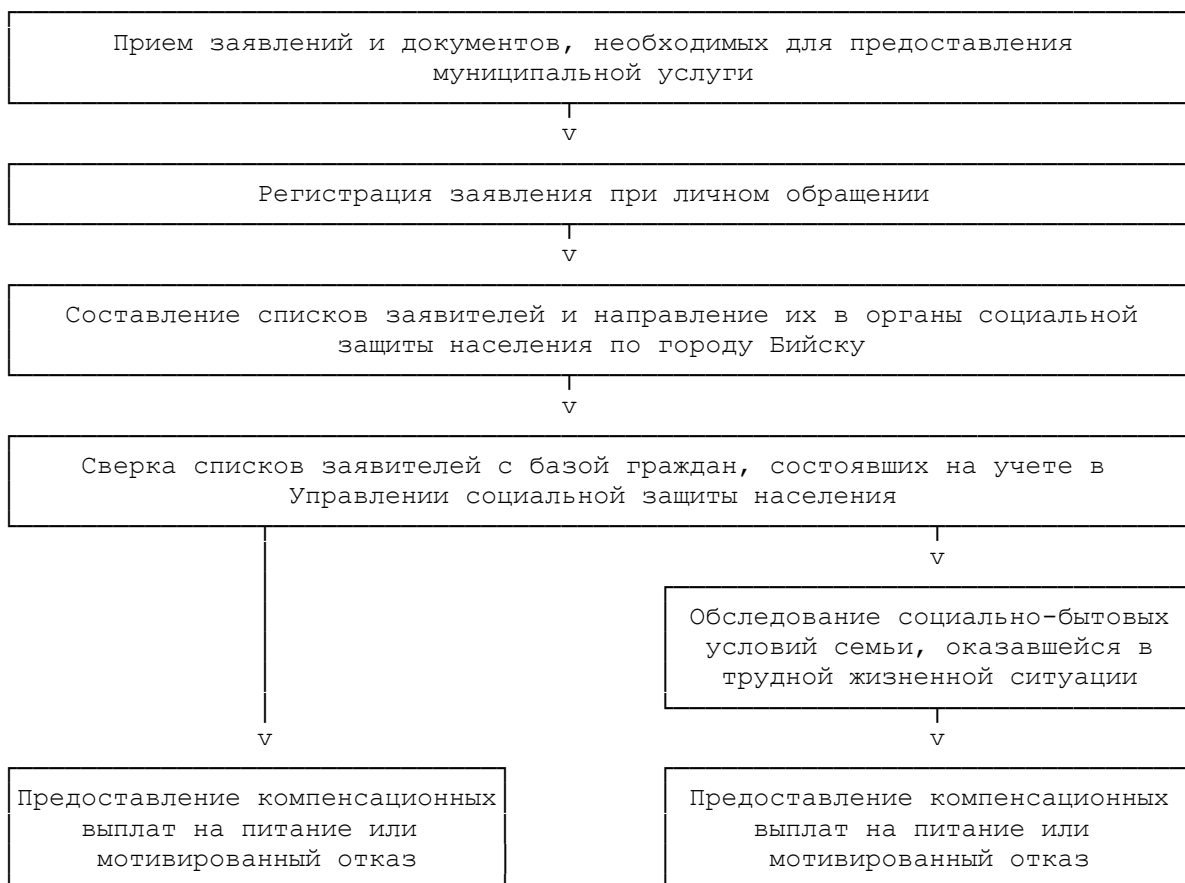 Прием заявлений и документов, необходимых для предоставления
муниципальной услуги
v
Регистрация заявления при личном обращении
v
Составление списков заявителей и направление их в органы социальной
защиты населения по городу Бийску
v
Сверка списков заявителей с базой граждан, состоявших на учете в
Управлении социальной защиты населения
v
Обследование социально-бытовых
условий семьи, оказавшейся в
трудной жизненной ситуации
v
v
Предоставление компенсационных
выплат на питание или
мотивированный отказ
Предоставление компенсационных
выплат на питание или
мотивированный отказ